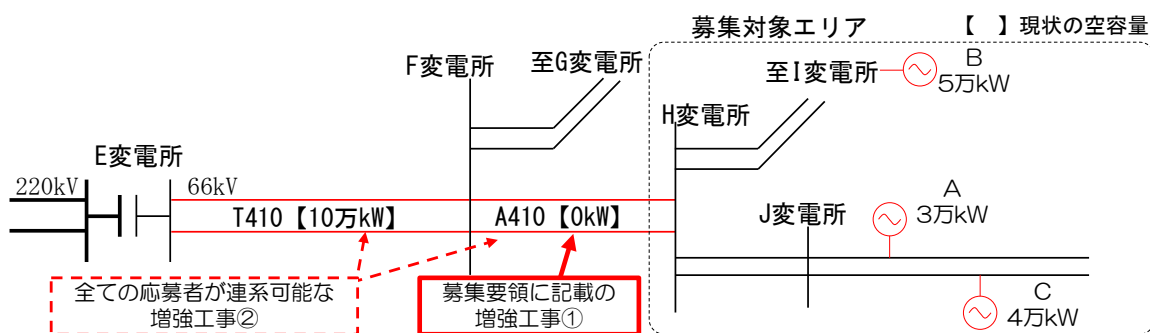 募集対象エリア
【 】現状の空容量
F変電所
至G変電所
至I変電所
B
5万kW
H変電所
E変電所
220kV
66kV
T410【10万kW】
A410【0kW】
J変電所
A
3万kW
全ての応募者が連系可能な
増強工事②
募集要領に記載の
増強工事①
C
4万kW